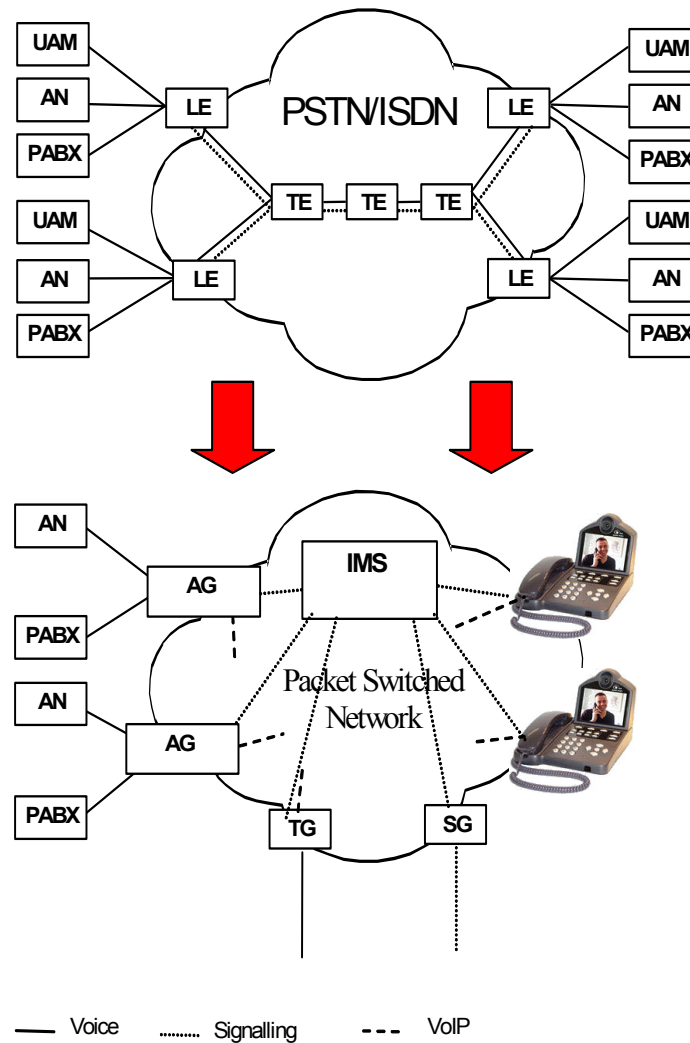 UAM
UAM
LE
PSTN/ISDN
LE
AN
AN
PABX
PABX
TE
TE
TE
UAM
UAM
AN
LE
LE
AN
PABX
PABX
AN
IMS
AG
PABX
Packet Switched
Network
AN
AG
PABX
TG
SG
Voice
Signalling
VoIP